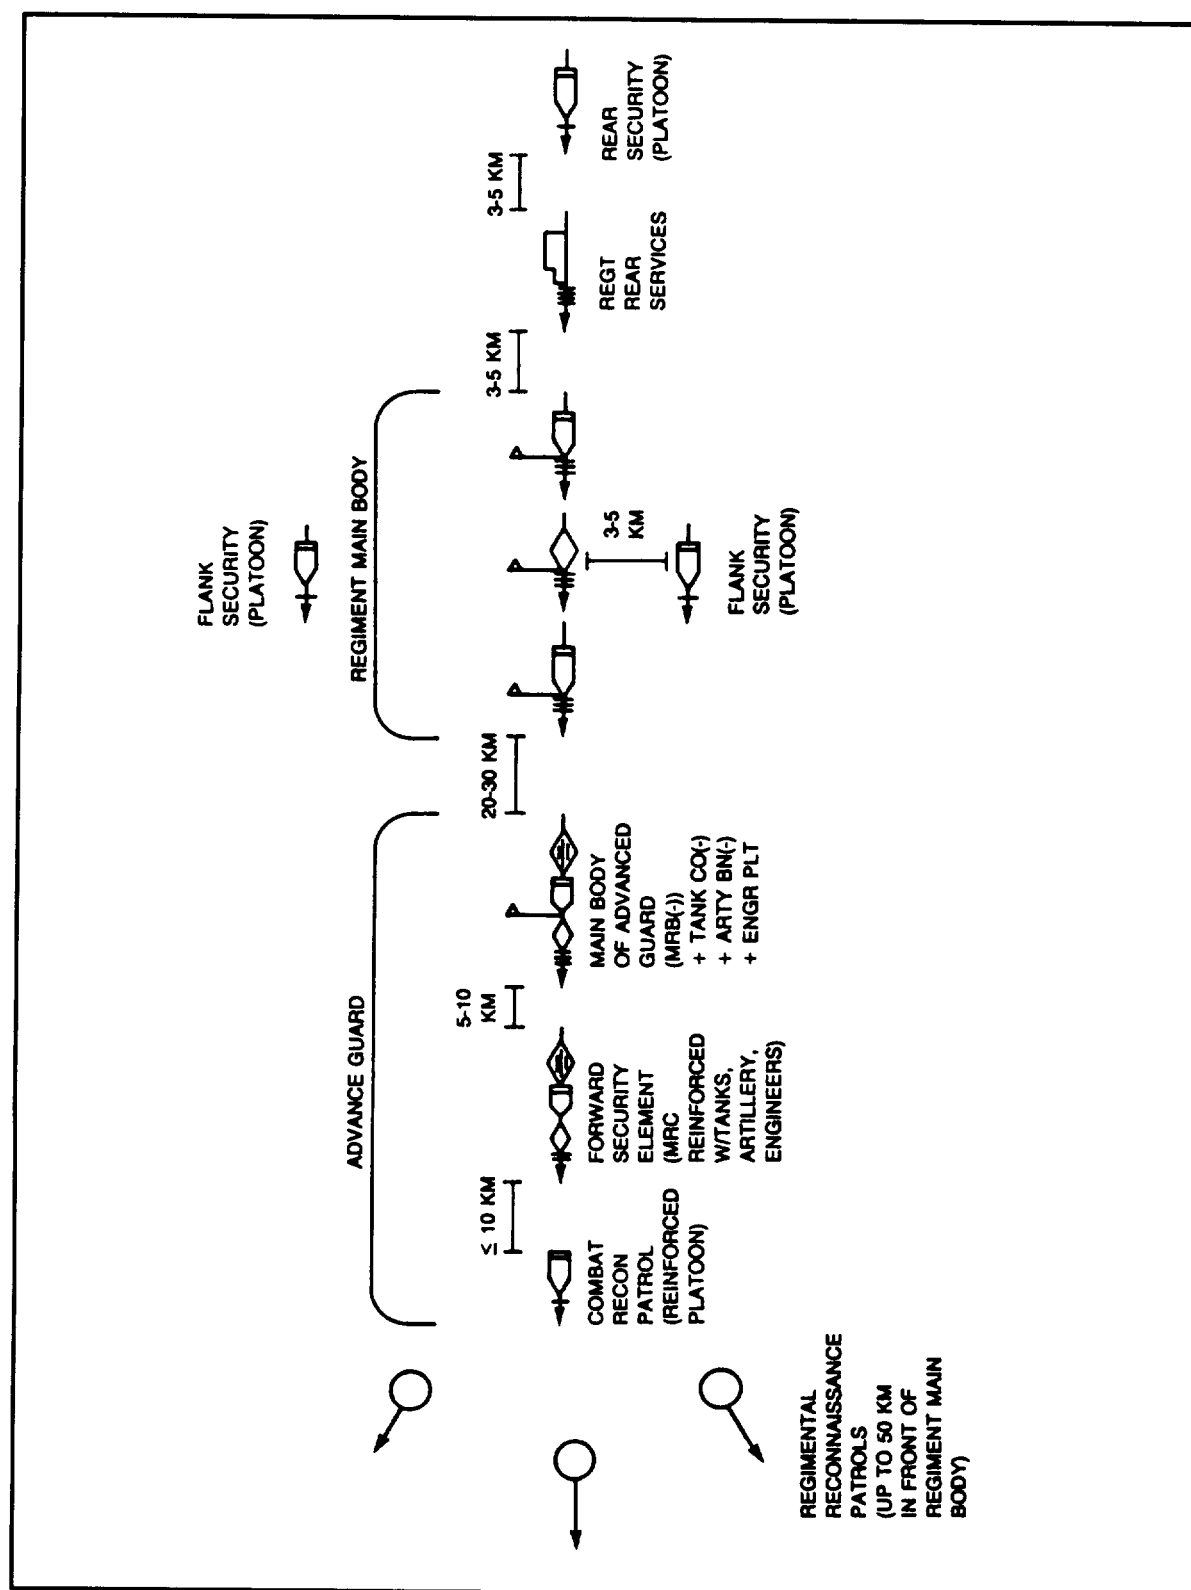 FLANK
SECURITY
(PLATOON)
ADVANCE GUARD
REGIMENT MAIN BODY
≤ 10 KM
5-10
KM
20-30 KM
3-5 KM
3-5 KM
3-5
KM
REGIMENTAL
RECONNAISSANCE
PATROLS
(UP TO 50 KM
IN FRONT OF
REGIMENT MAIN
BODY)
COMBAT
RECON
PATROL
(REINFORCED
PLATOON)
FORWARD
SECURITY
ELEMENT
(MRC
REINFORCED
W/TANKS,
ARTILLERY,
ENGINEERS)
MAIN BODY
OF ADVANCED
GUARD
(MRB(-))
+ TANK CO(-)
+ ARTY BN(-)
+ ENGR PLT
FLANK
SECURITY
(PLATOON)
REGT
REAR
SERVICES
REAR
SECURITY
(PLATOON)